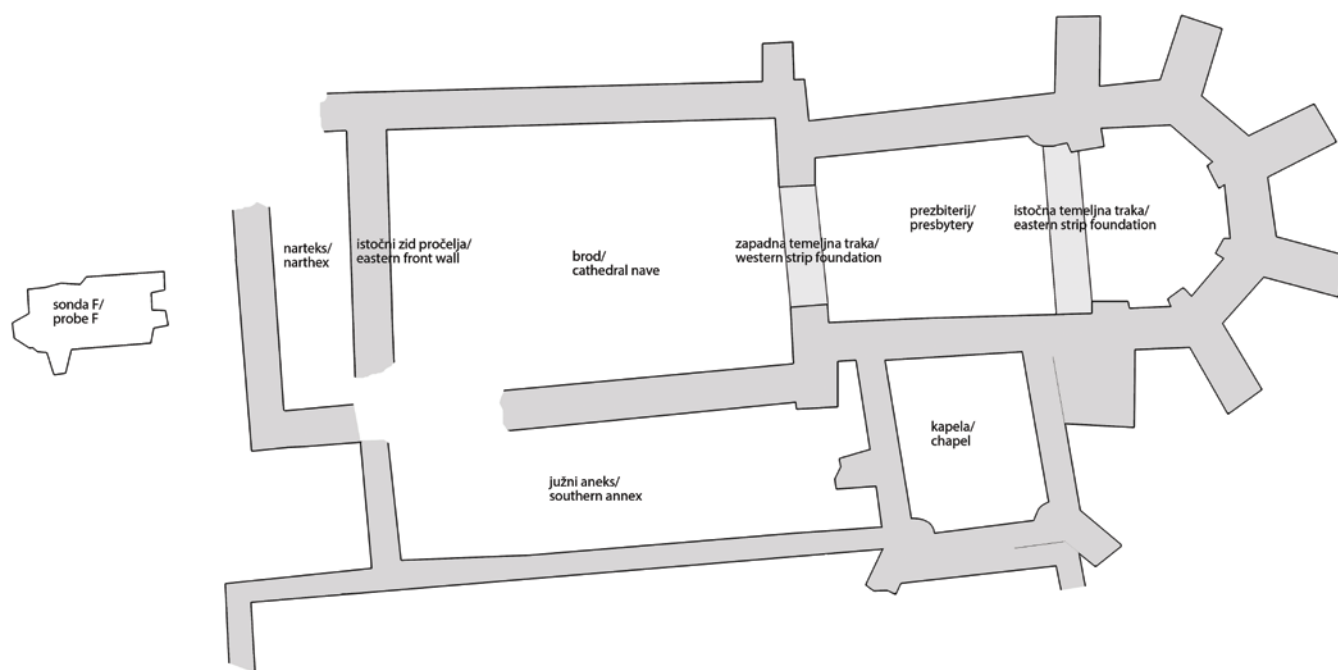 sonda F/
probe F
narteks/
narthex
istočni zid pročelja/
eastern front wall
brod/
cathedral nave
zapadna temeljna traka/
western strip foundation
prezbiterij/
presbytery
istočna temeljna traka/
eastern strip foundation
kapela/
chapel
južni aneks/
southern annex